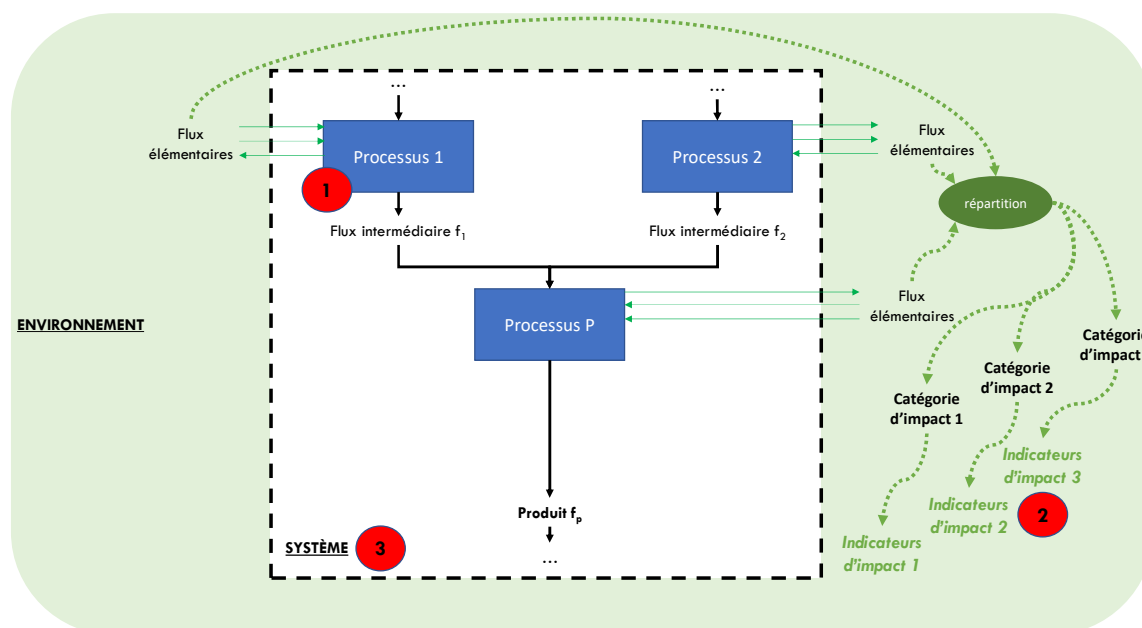 ...
...
Flux
élémentaires
Processus 1
Processus 2
Flux
élémentaires
1
répartition
Flux intermédiaire f1
Flux intermédiaire f2
Flux
élémentaires
ENVIRONNEMENT
Processus P
Catégorie
d'impact
Catégorie
d'impact 2
Catégorie
d'impact 1
Indicateurs
d'impact 3
Indicateurs
d'impact 2
2
Produit fp
Indicateurs
d'impact 1
SYSTÈME
3
...